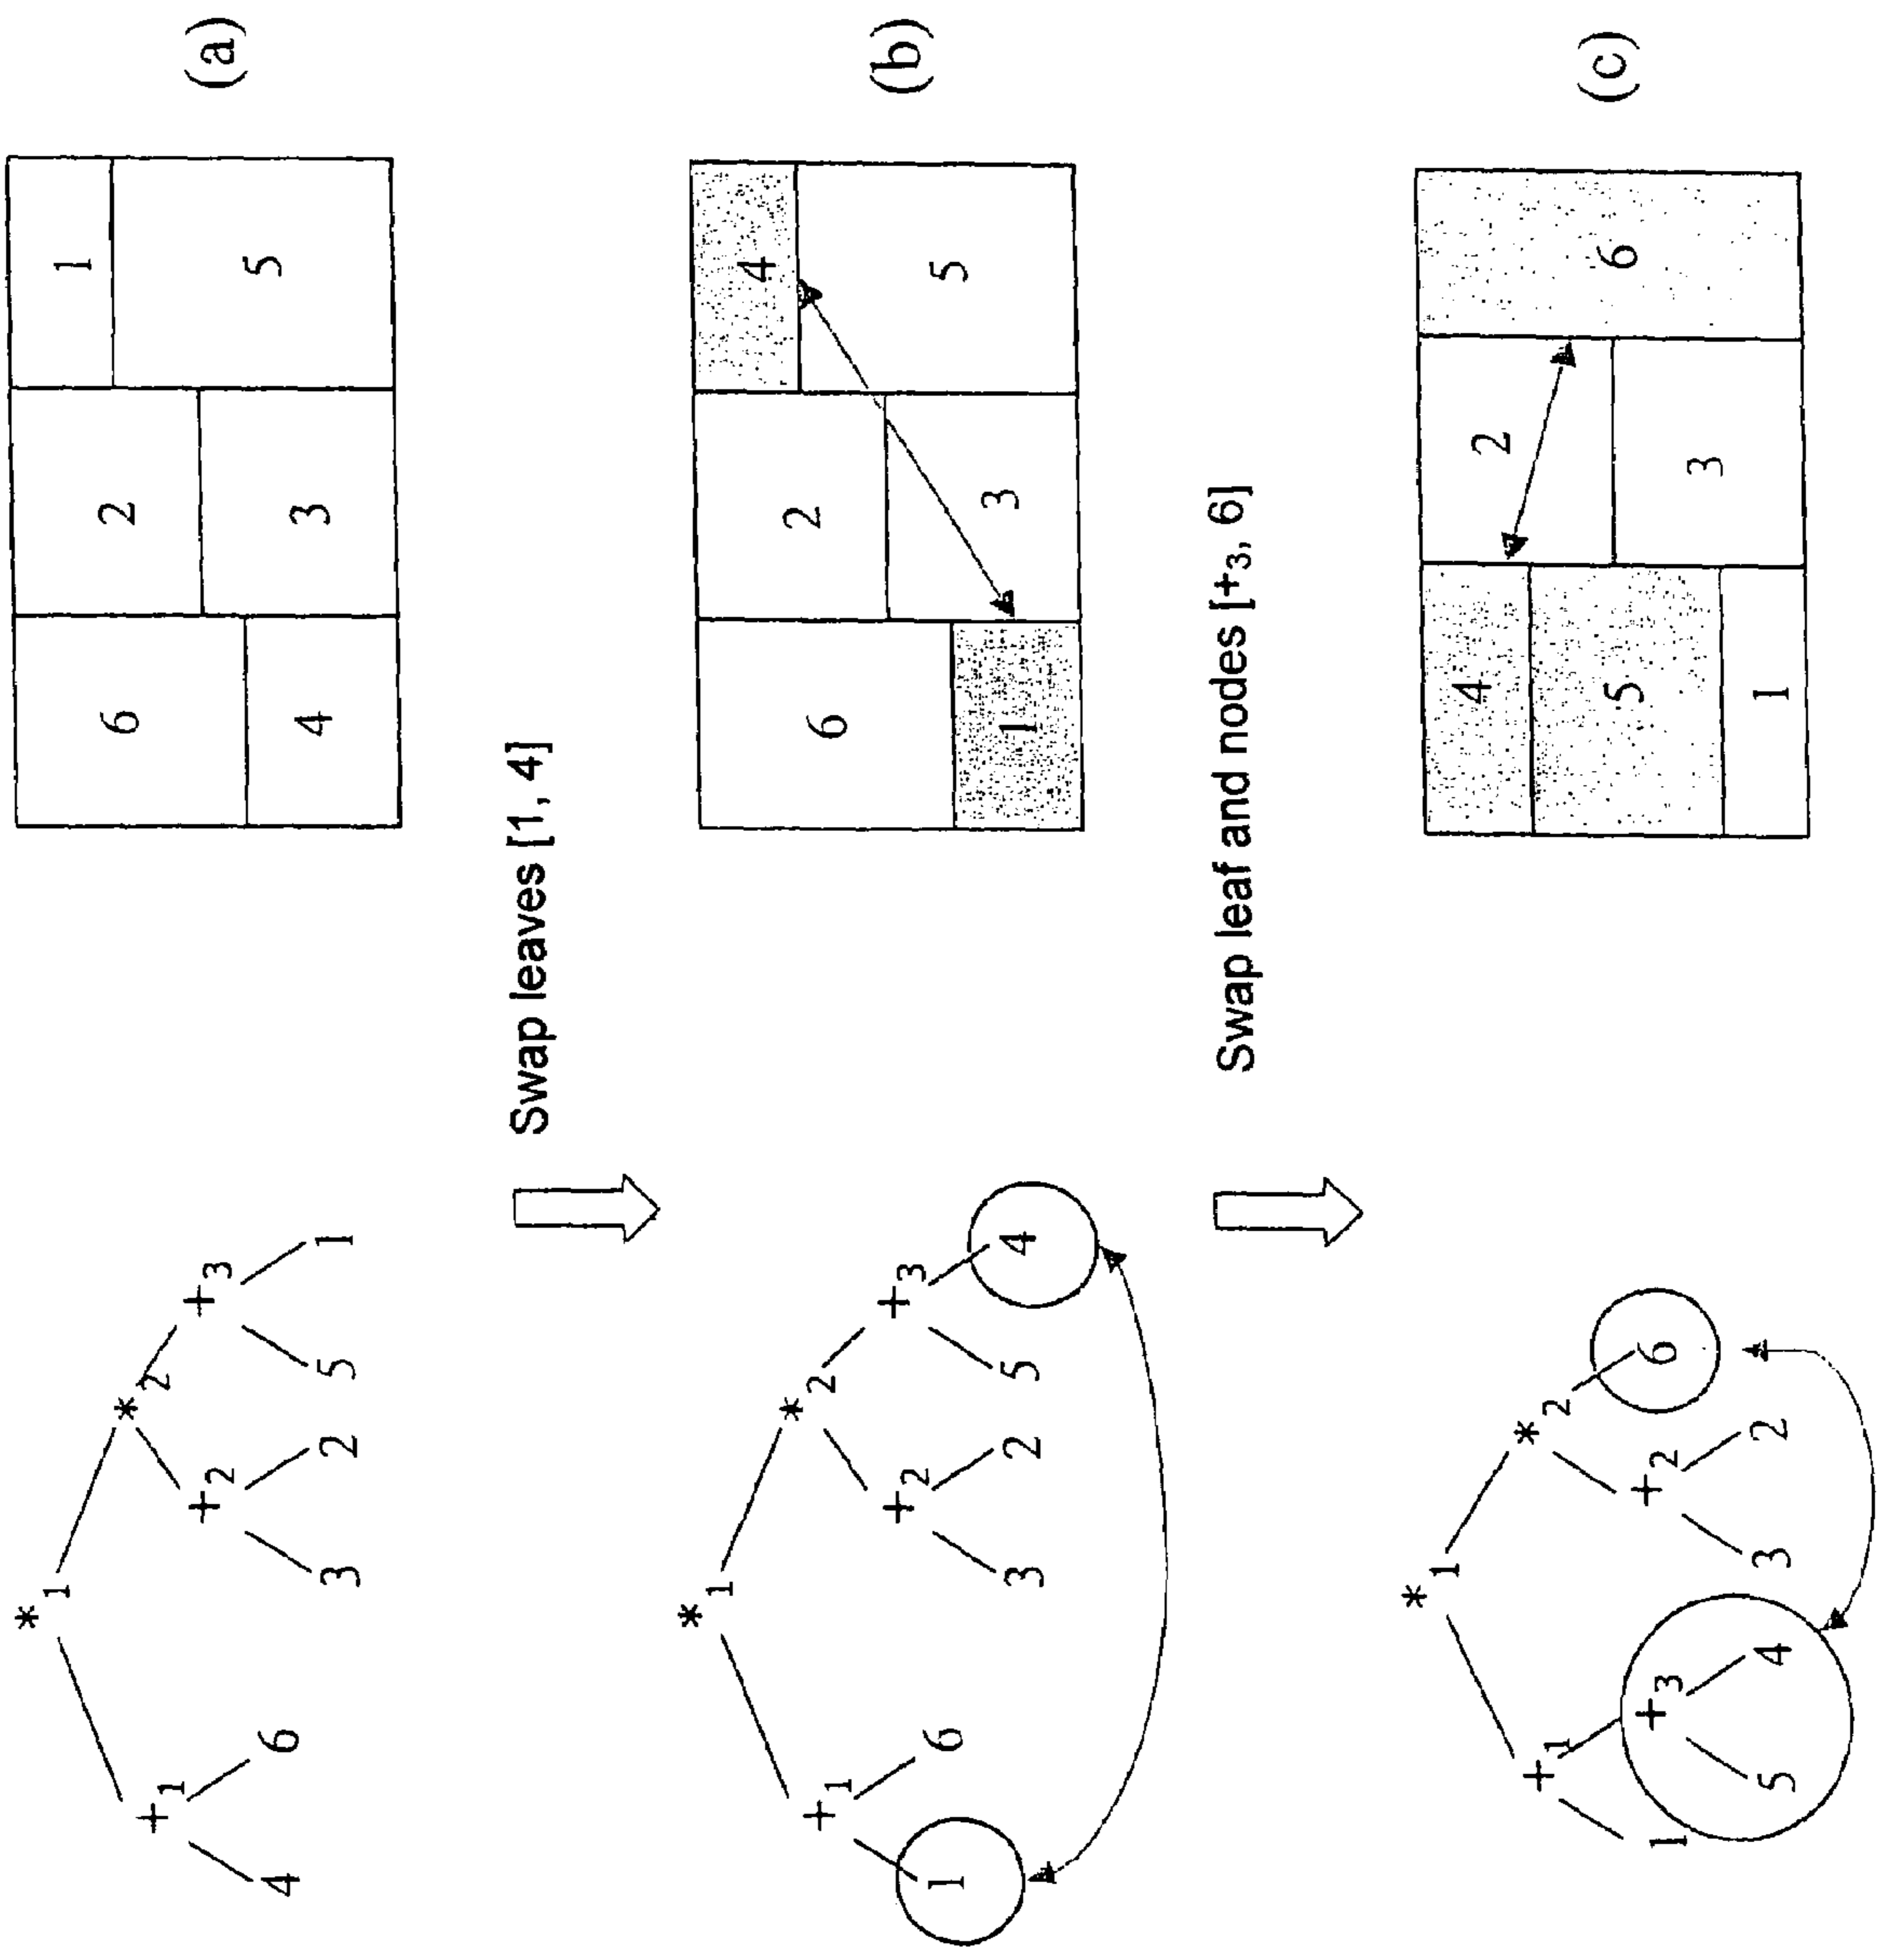 *1
*2
+1 +2 +3
4 6 3 2 5 1
6 2 1
4 3 5
(a)
Swap leaves [1, 4]
*1
*2
+1 +2 +3
1 6 3 2 5 4
6 2 4
1 3 5
(b)
Swap leaf and nodes [+3, 6]
*1
*2
+1
1 +3 +2 6
5 4 3 2
4 2 6
5 3
1
(c)